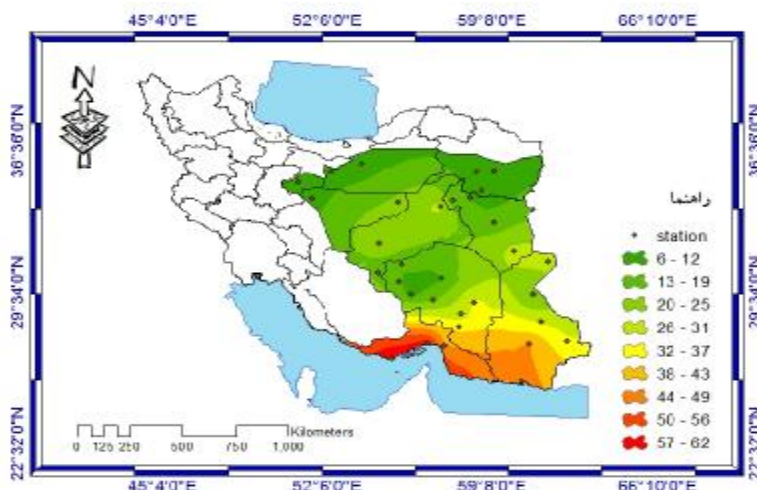 45°4'0"E 52°6'0"E 59°8'0"E 66°10'0"E
N
36°36'0"N 36°36'0"N
راهنما
station
6 - 12
13 - 19
20 - 25
26 - 31
32 - 37
38 - 43
44 - 49
50 - 56
57 - 62
29°34'0"N 29°34'0"N
Kilometers
0 125 250 500 750 1,000
22°32'0"N 22°32'0"N
45°4'0"E 52°6'0"E 59°8'0"E 66°10'0"E